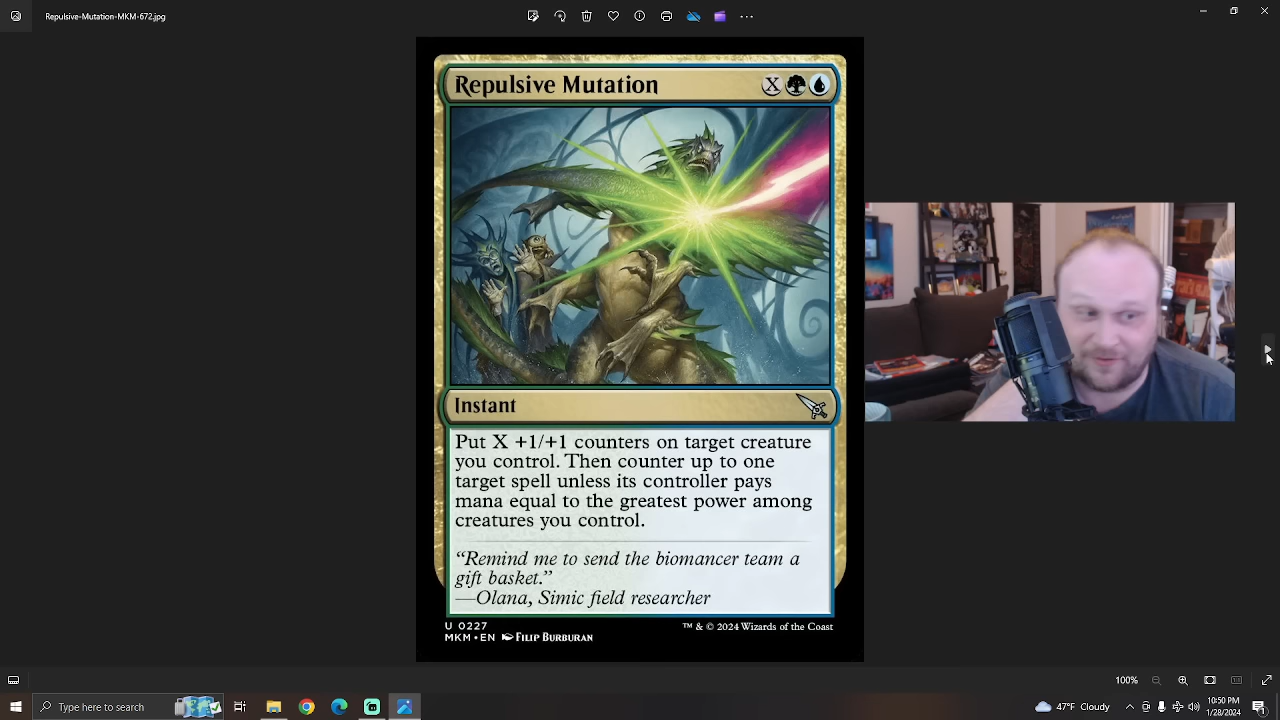 Repulsive-Mutation-MKM-672.jpg
Repulsive Mutation
X
Instant
Put X +1/+1 counters on target creature
you control. Then counter up to one
target spell unless its controller pays
mana equal to the greatest power among
creatures you control.
“Remind me to send the biomancer team a
gift basket.”
—Olana, Simic field researcher
U 0227
MKM • EN Filip Burburan
™ & © 2024 Wizards of the Coast
100%
Type here to search
47°F Cloudy
10:50 PM
1/28/2024